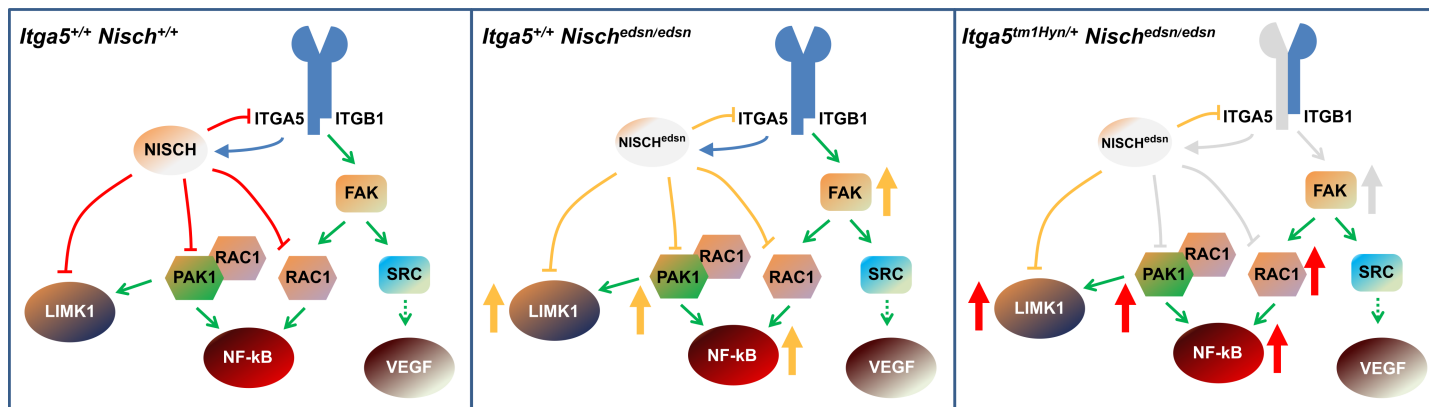 Itga5+/+ Nisch+/+
ITGA5
ITGB1
NISCH
FAK
RAC1
PAK1
RAC1
SRC
LIMK1
NF-kB
VEGF
Itga5+/+ Nischedsn/edsn
ITGA5
ITGB1
NISCHedsn
FAK
RAC1
PAK1
RAC1
SRC
LIMK1
NF-kB
VEGF
Itga5tm1Hyn/+ Nischedsn/edsn
ITGA5
ITGB1
NISCHedsn
FAK
RAC1
PAK1
RAC1
SRC
LIMK1
NF-kB
VEGF